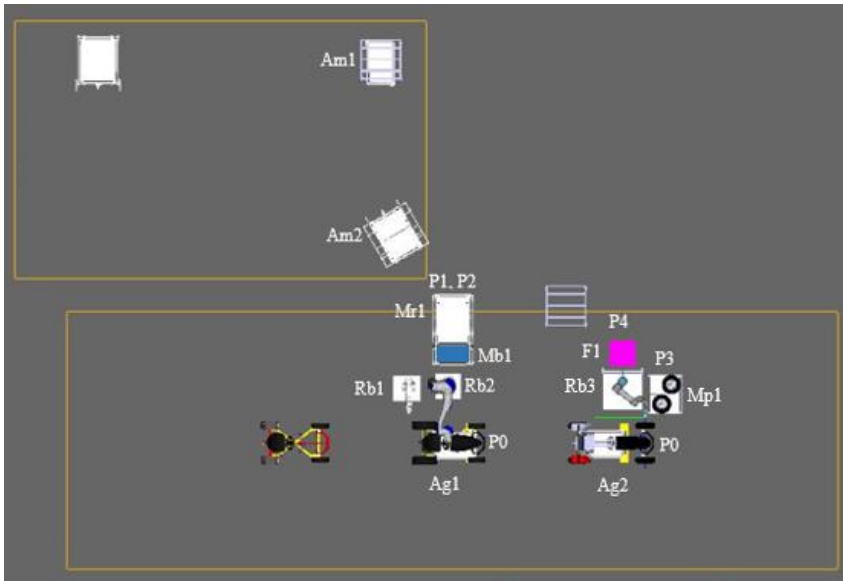 Am1
Am2
P1, P2
Mr1
P4
Mb1
F1
P3
Rb1
Rb2
Rb3
Mp1
P0
P0
Ag1
Ag2